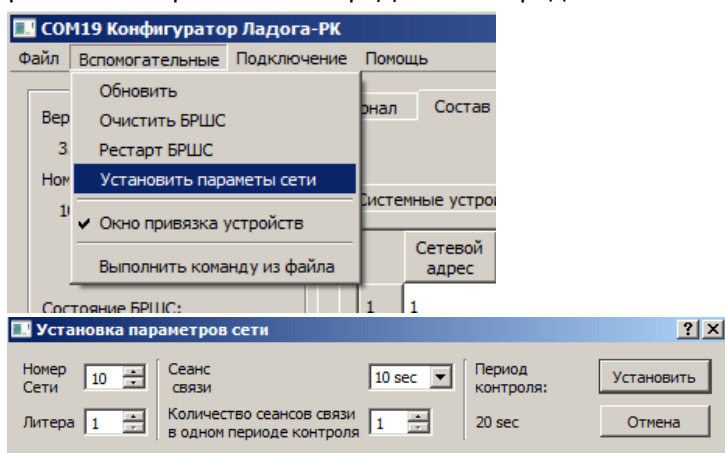 COM19 Конфигуратор Ладога-РК
Файл Вспомогательные Подключение Помощь
Обновить
Очистить БРШС
Рестарт БРШС
Установить параметы сети
Окно привязка устройств
Выполнить команду из файла
Состав
Системные устро
Сетевой
адрес
Состояние БРШС:
1 1
Установка параметров сети
Номер
Сети
10
Сеанс
связи
10 sec
Период
контроля:
Установить
Литера
1
Количество сеансов связи
в одном периоде контроля
1
20 sec
Отмена